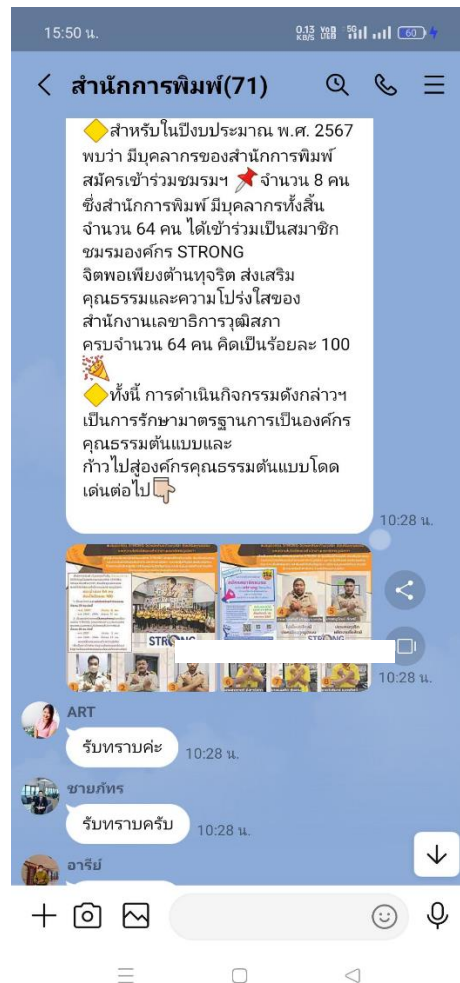 15:50 น.
0.13 KB/S
5G
60
สำนักการพิมพ์(71)
สำหรับในปีงบประมาณ พ.ศ. 2567
พบว่า มีบุคลากรของสำนักการพิมพ์
สมัครเข้าร่วมชมรมฯ 📌 จำนวน 8 คน
ซึ่งสำนักการพิมพ์ มีบุคลากรทั้งสิ้น
จำนวน 64 คน ได้เข้าร่วมเป็นสมาชิก
ชมรมองค์กร STRONG
จิตพอเพียงต้านทุจริต ส่งเสริม
คุณธรรมและความโปร่งใสของ
สำนักงานเลขาธิการวุฒิสภา
ครบจำนวน 64 คน คิดเป็นร้อยละ 100
🎉
ทั้งนี้ การดำเนินกิจกรรมดังกล่าวฯ
เป็นการรักษามาตรฐานการเป็นองค์กร
คุณธรรมต้นแบบและ
ก้าวไปสู่องค์กรคุณธรรมต้นแบบโดด
เด่นต่อไป👇🏼
10:28 น.
STRONG
1
2
3
4
5
6
7
8
10:28 น.
ART
รับทราบค่ะ
10:28 น.
ชายภัทร
รับทราบครับ
10:28 น.
อารีย์